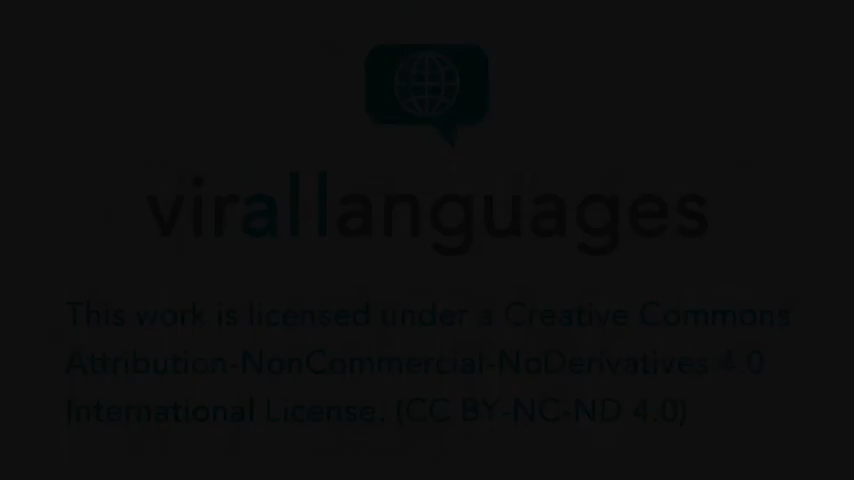 virallanguages
This work is licensed under a Creative Commons
Attribution-NonCommercial-NoDerivatives 4.0
International License. (CC BY-NC-ND 4.0)